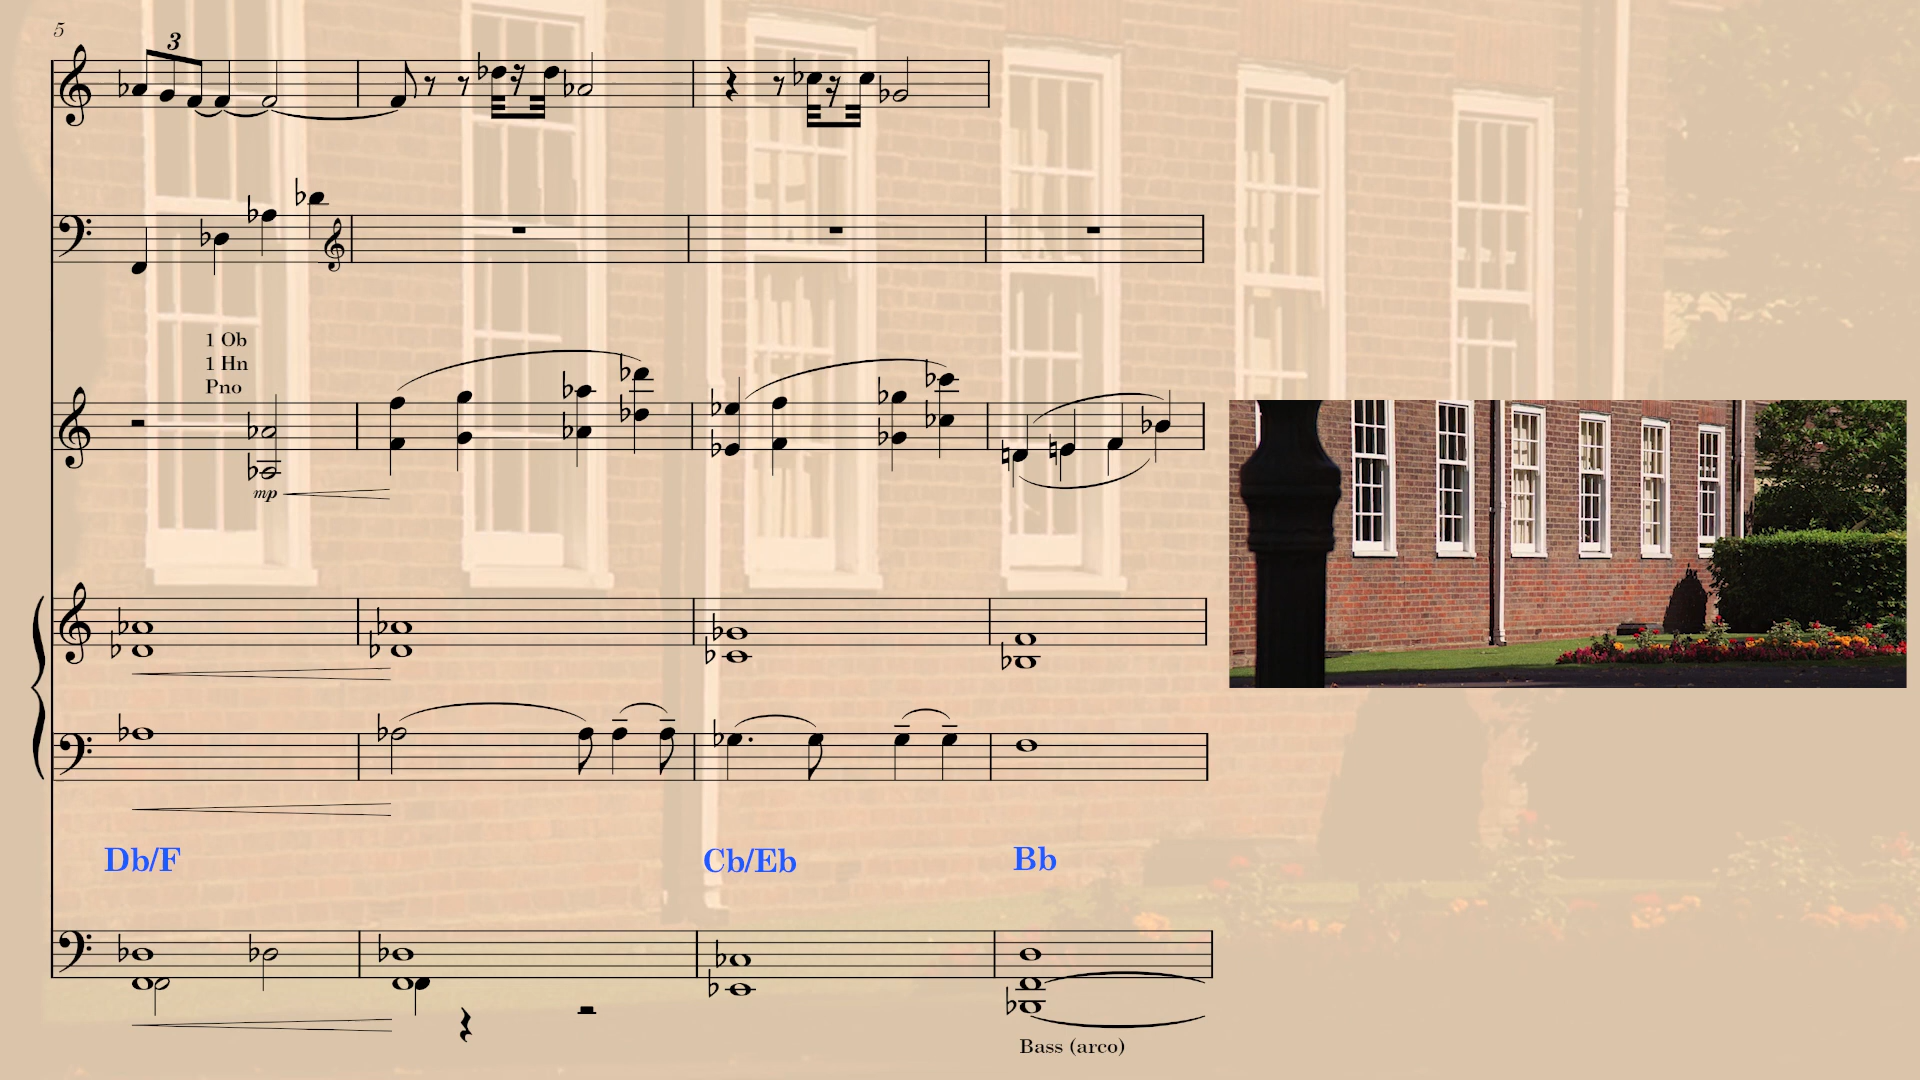 5
3
1 Ob
1 Hn
Pno
mp
Db/F
Cb/Eb
Bb
Bass (arco)